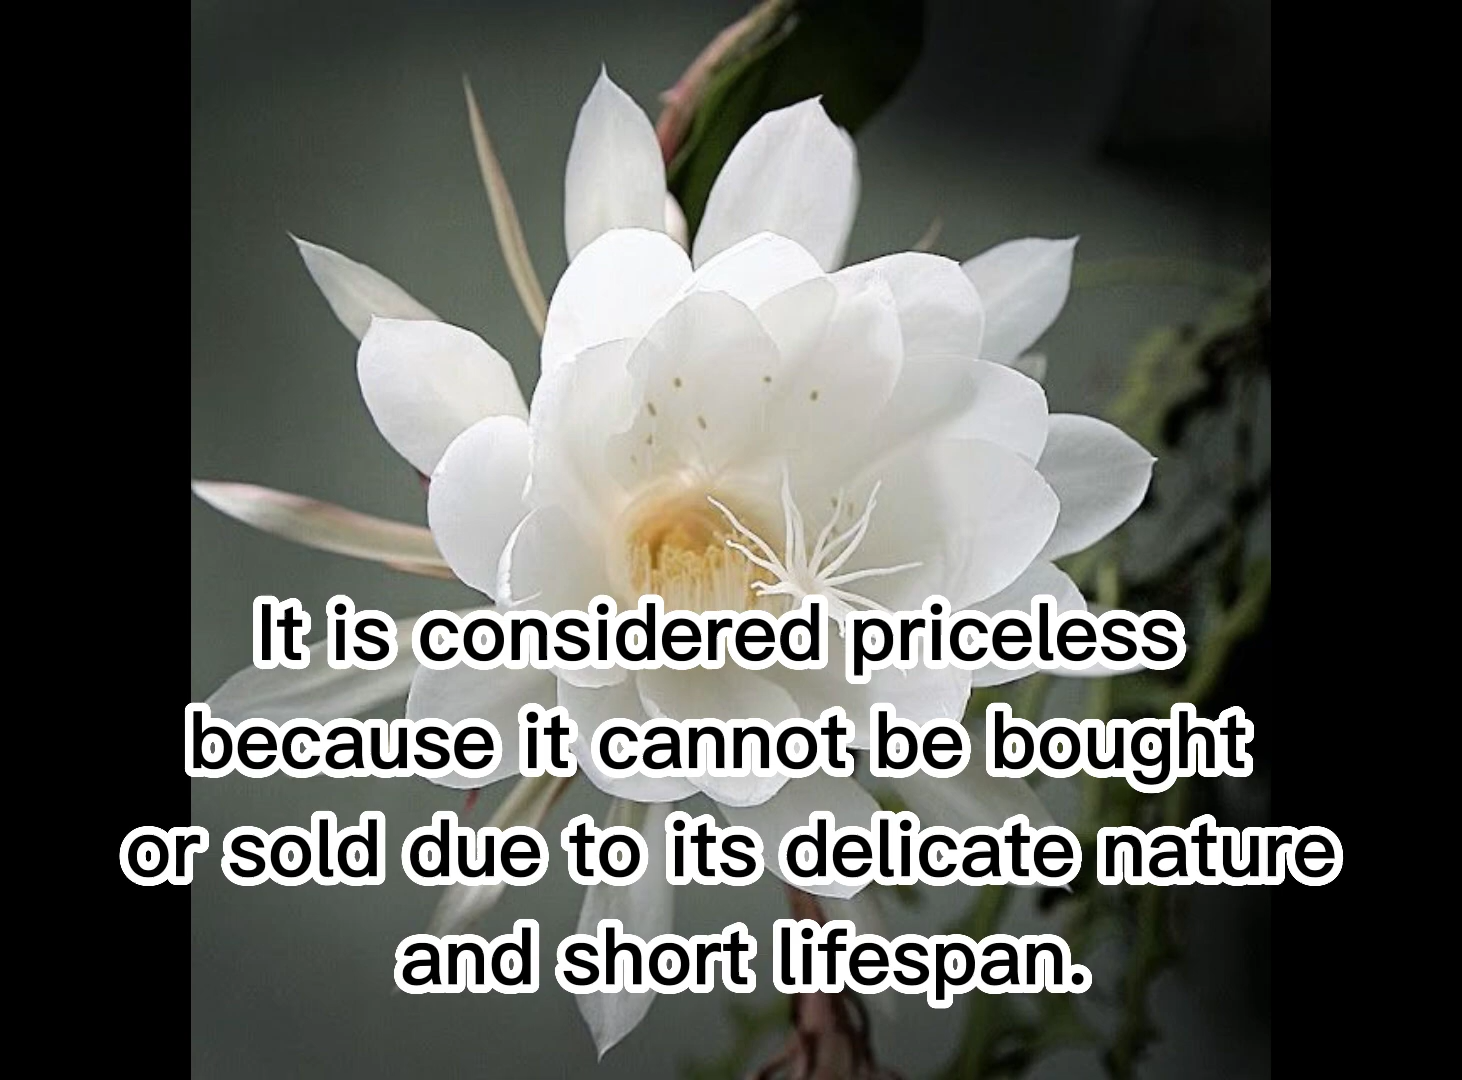 It is considered priceless
because it cannot be bought
or sold due to its delicate nature
and short lifespan.